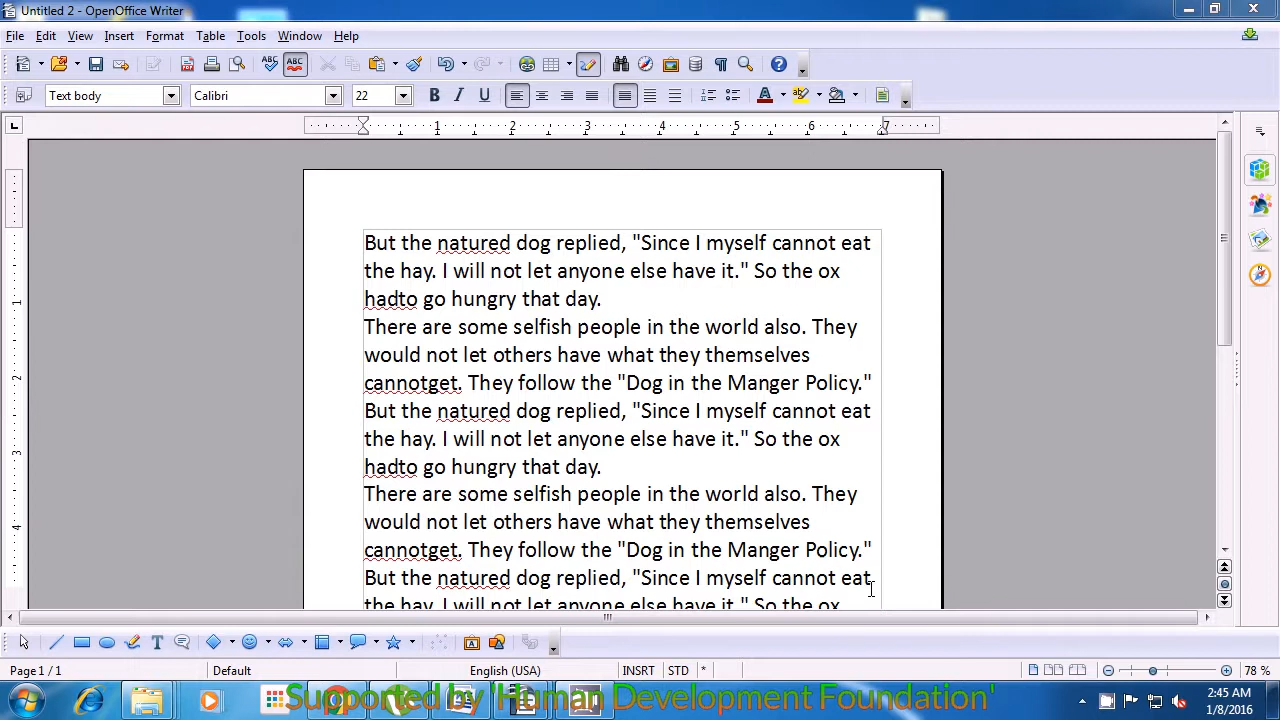 Untitled 2 - OpenOffice Writer
File Edit View Insert Format Table Tools Window Help
Text body Calibri 22
1 2 3 4 5 6 7
But the natured dog replied, "Since I myself cannot eat
the hay. I will not let anyone else have it." So the ox
hadto go hungry that day.
There are some selfish people in the world also. They
would not let others have what they themselves
cannotget. They follow the "Dog in the Manger Policy."
But the natured dog replied, "Since I myself cannot eat
the hay. I will not let anyone else have it." So the ox
hadto go hungry that day.
There are some selfish people in the world also. They
would not let others have what they themselves
cannotget. They follow the "Dog in the Manger Policy."
But the natured dog replied, "Since I myself cannot eat
the hay. I will not let anyone else have it." So the ox
Page 1 / 1 Default English (USA) INSRT STD * 78 %
Supported by 'Human Development Foundation'
2:45 AM
1/8/2016